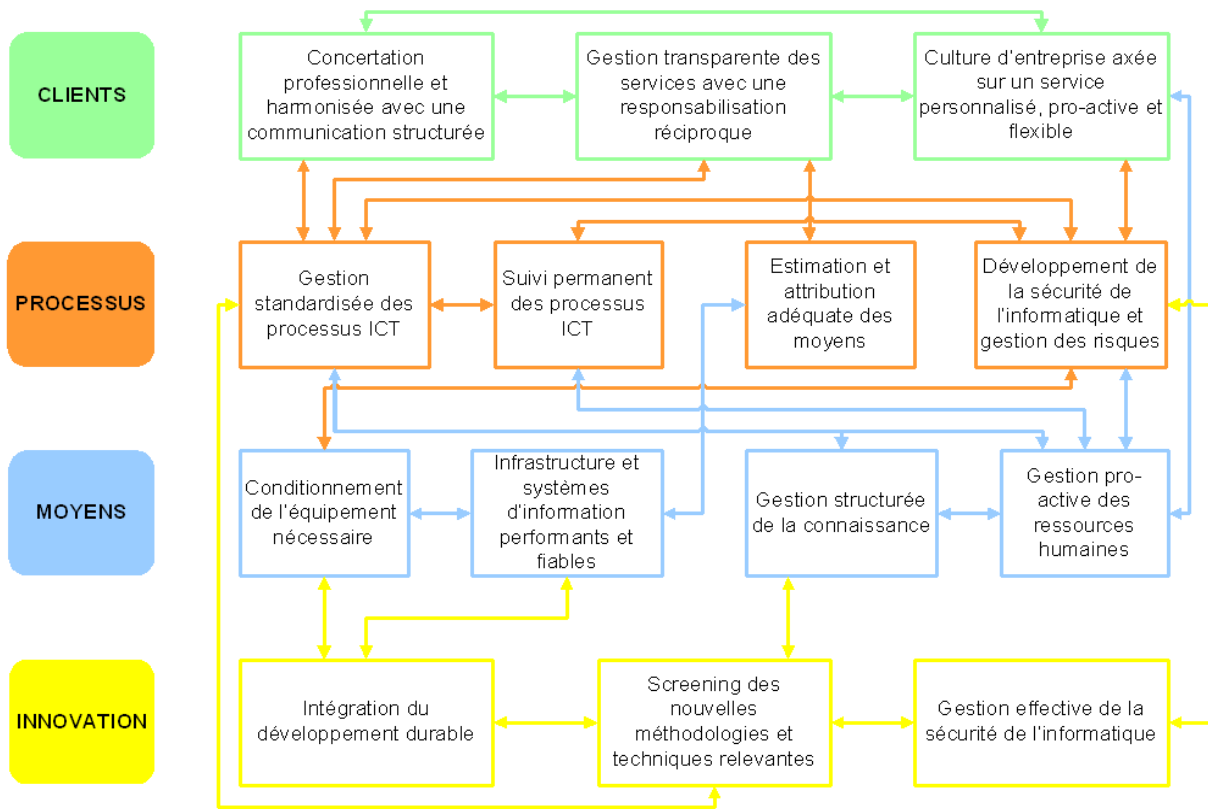 CLIENTS
Concertation
professionnelle et
harmonisée avec une
communication structurée
Gestion transparente des
services avec une
responsabilisation
réciproque
Culture d'entreprise axée
sur un service
personnalisé, pro-active et
flexible
PROCESSUS
Gestion
standardisée des
processus ICT
Suivi permanent
des processus
ICT
Estimation et
attribution
adéquate des
moyens
Développement de
la sécurité de
l'informatique et
gestion des risques
MOYENS
Conditionnement
de l'équipement
nécessaire
Infrastructure et
systèmes
d'information
performants et
fiables
Gestion structurée
de la connaissance
Gestion pro-
active des
ressources
humaines
INNOVATION
Intégration du
développement durable
Screening des
nouvelles
méthodologies et
techniques relevantes
Gestion effective de la
sécurité de l'informatique